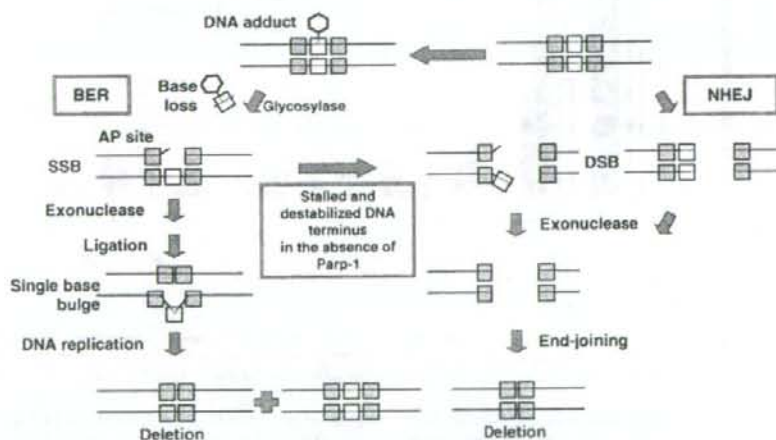 DNA adduct
BER
Base
loss
Glycosylase
NHEJ
AP site
SSB
DSB
Stalled and
destabilized DNA
terminus
in the absence of
Parp-1
Exonuclease
Exonuclease
Ligation
Single base
bulge
DNA replication
End-joining
Deletion
Deletion